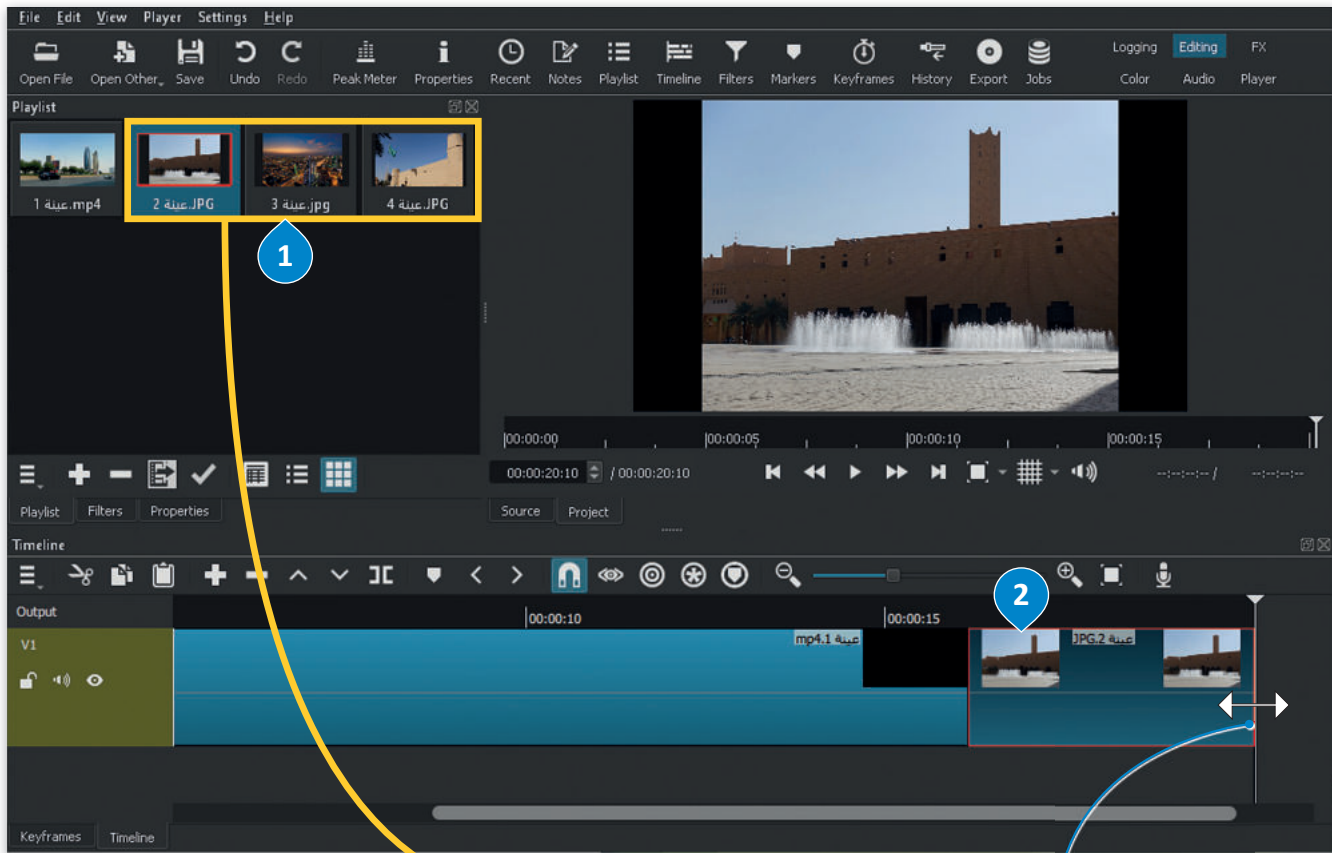 File Edit View Player Settings Help
Open File Open Other Save Undo Redo Peak Meter Properties Recent Notes Playlist Timeline Filters Markers Keyframes History Export Jobs
Logging Editing FX
Color Audio Player
Playlist
عينة 1.mp4 عينة 2.JPG عينة 3.jpg عينة 4.JPG
1
00:00:00 00:00:05 00:00:10 00:00:15
00:00:20:10 / 00:00:20:10 --:--:--:-- / --:--:--:--
Playlist Filters Properties
Source Project
Timeline
2
Output 00:00:10 00:00:15
V1 عينة 1.mp4 عينة 2.JPG
Keyframes Timeline